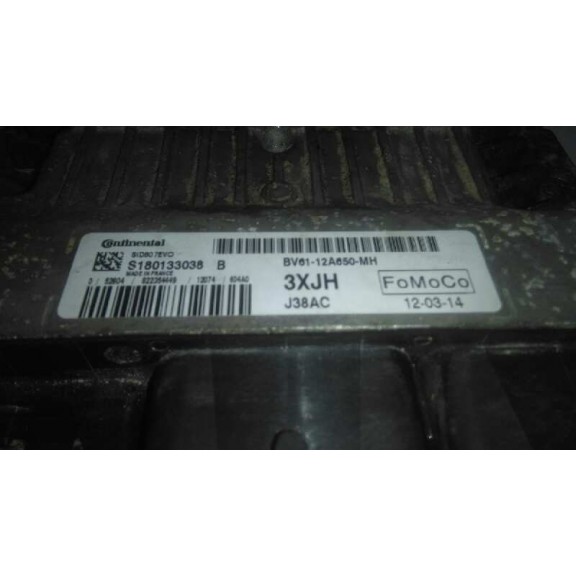 Continental
SID807EVO
S180133038 B
MADE IN FRANCE
BV61-12A650-MH
3XJH
J38AC
FoMoCo
12-03-14